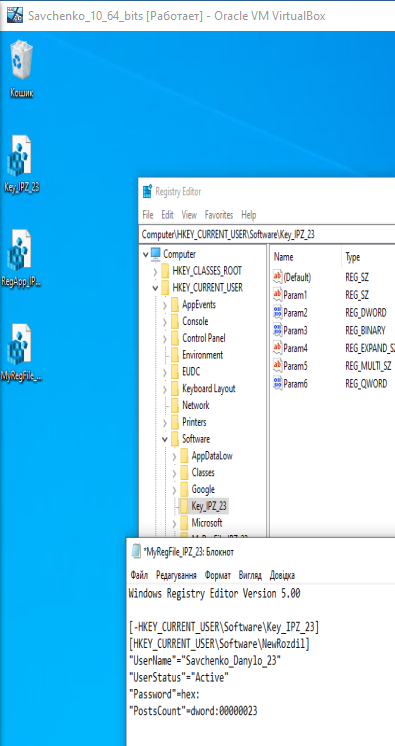 Savchenko_10_64_bits [Работает] - Oracle VM VirtualBox
Кошик
Key_IPZ_23
RegApp_IP...
MyRegFile_...
Registry Editor
File Edit View Favorites Help
Computer\HKEY_CURRENT_USER\Software\Key_IPZ_23
Computer
HKEY_CLASSES_ROOT
HKEY_CURRENT_USER
AppEvents
Console
Control Panel
Environment
EUDC
Keyboard Layout
Network
Printers
Software
AppDataLow
Classes
Google
Key_IPZ_23
Microsoft
MyRegFile_IPZ_23
Name Type
(Default) REG_SZ
Param1 REG_SZ
Param2 REG_DWORD
Param3 REG_BINARY
Param4 REG_EXPAND_SZ
Param5 REG_MULTI_SZ
Param6 REG_QWORD
*MyRegFile_IPZ_23: Блокнот
Файл Редагування Формат Вигляд Довідка
Windows Registry Editor Version 5.00
[-HKEY_CURRENT_USER\Software\Key_IPZ_23]
[HKEY_CURRENT_USER\Software\NewRozdil]
"UserName"="Savchenko_Danylo_23"
"UserStatus"="Active"
"Password"=hex:
"PostsCount"=dword:00000023